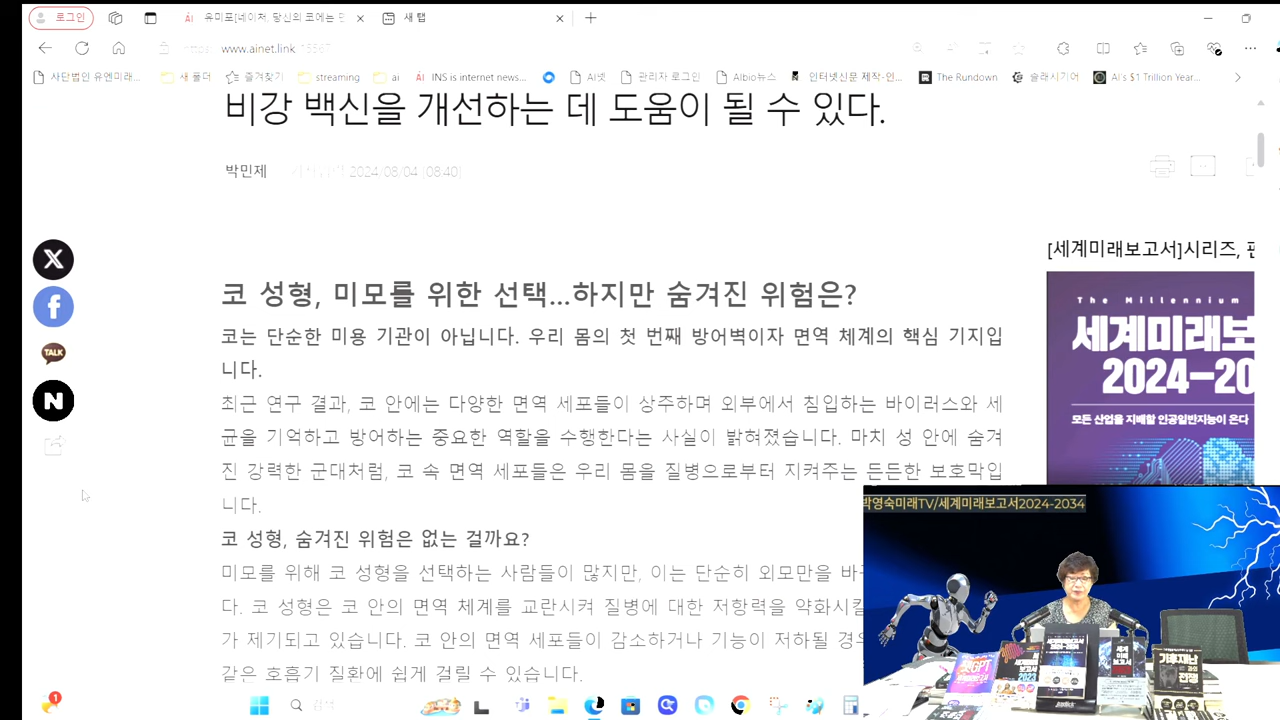 로그인
유미포[네이처, 당신의 코에는 면
새 탭
www.ainet.link
사단법인 유엔미래...
새 폴더
즐겨찾기
streaming
ai
INS is internet news...
AI넷
관리자 로그인
AIbio뉴스
인터넷신문 제작-인...
The Rundown
술래시기어
AI's $1 Trillion Year...
비강 백신을 개선하는 데 도움이 될 수 있다.
박민제
2024/08/04 [08:40]
[세계미래보고서]시리즈,
코 성형, 미모를 위한 선택...하지만 숨겨진 위험은?
코는 단순한 미용 기관이 아닙니다. 우리 몸의 첫 번째 방어벽이자 면역 체계의 핵심 기지입
니다.
최근 연구 결과, 코 안에는 다양한 면역 세포들이 상주하며 외부에서 침입하는 바이러스와 세
균을 기억하고 방어하는 중요한 역할을 수행한다는 사실이 밝혀졌습니다. 마치 성 안에 숨겨
진 강력한 군대처럼, 코 속 면역 세포들은 우리 몸을 질병으로부터 지켜주는 든든한 보호막입
니다.
코 성형, 숨겨진 위험은 없는 걸까요?
미모를 위해 코 성형을 선택하는 사람들이 많지만, 이는 단순히 외모만을
다. 코 성형은 코 안의 면역 체계를 교란시켜 질병에 대한 저항력을 약화시킬
가 제기되고 있습니다. 코 안의 면역 세포들이 감소하거나 기능이 저하될 경우
같은 호흡기 질환에 쉽게 걸릴 수 있습니다.
X
f
TALK
N
The Millennium
세계미래보
2024-20
모든 산업을 지배할 인공일반지능이 온다
박영숙미래TV/세계미래보고서2024-2034
GPT
세계
미래
보고서
기후재난
전쟁
검색
1